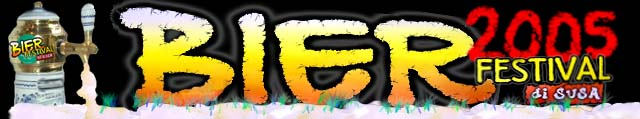 BIER
FESTIVAL
BIER
2005
FESTIVAL
di SUSA